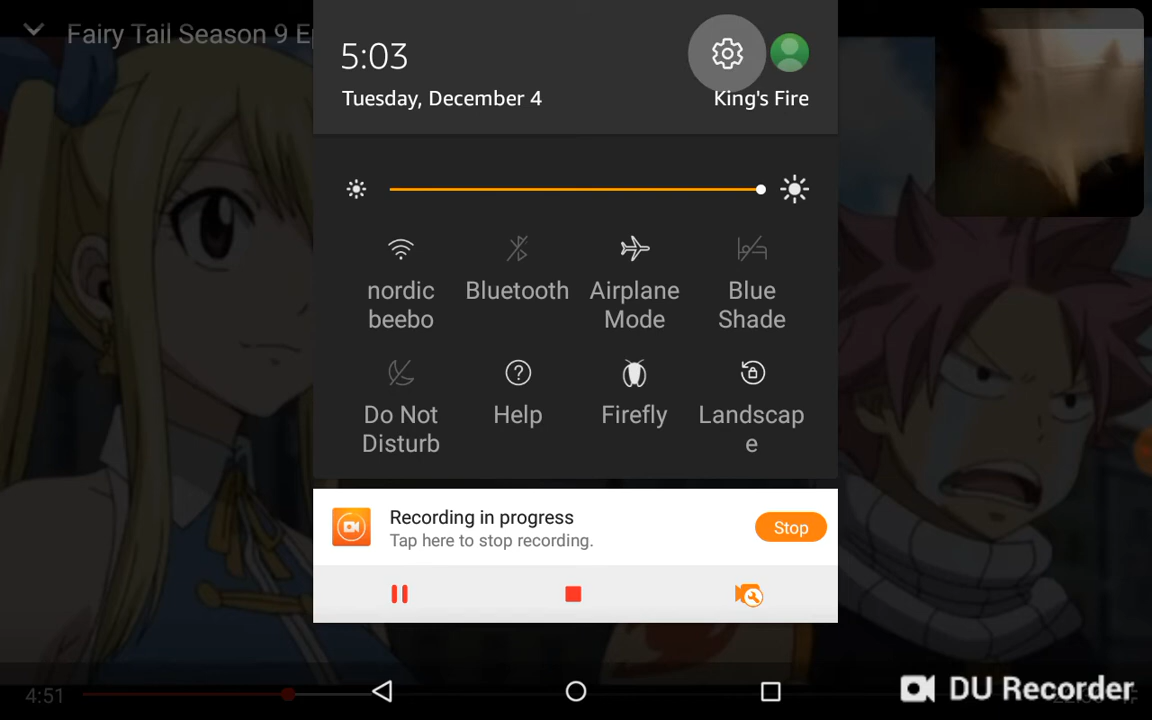 Fairy Tail Season 9
5:03
Tuesday, December 4
King's Fire
nordic
beebo
Bluetooth
Airplane
Mode
Blue
Shade
Do Not
Disturb
Help
Firefly
Landscap
e
Recording in progress
Tap here to stop recording.
Stop
4:51
DU Recorder